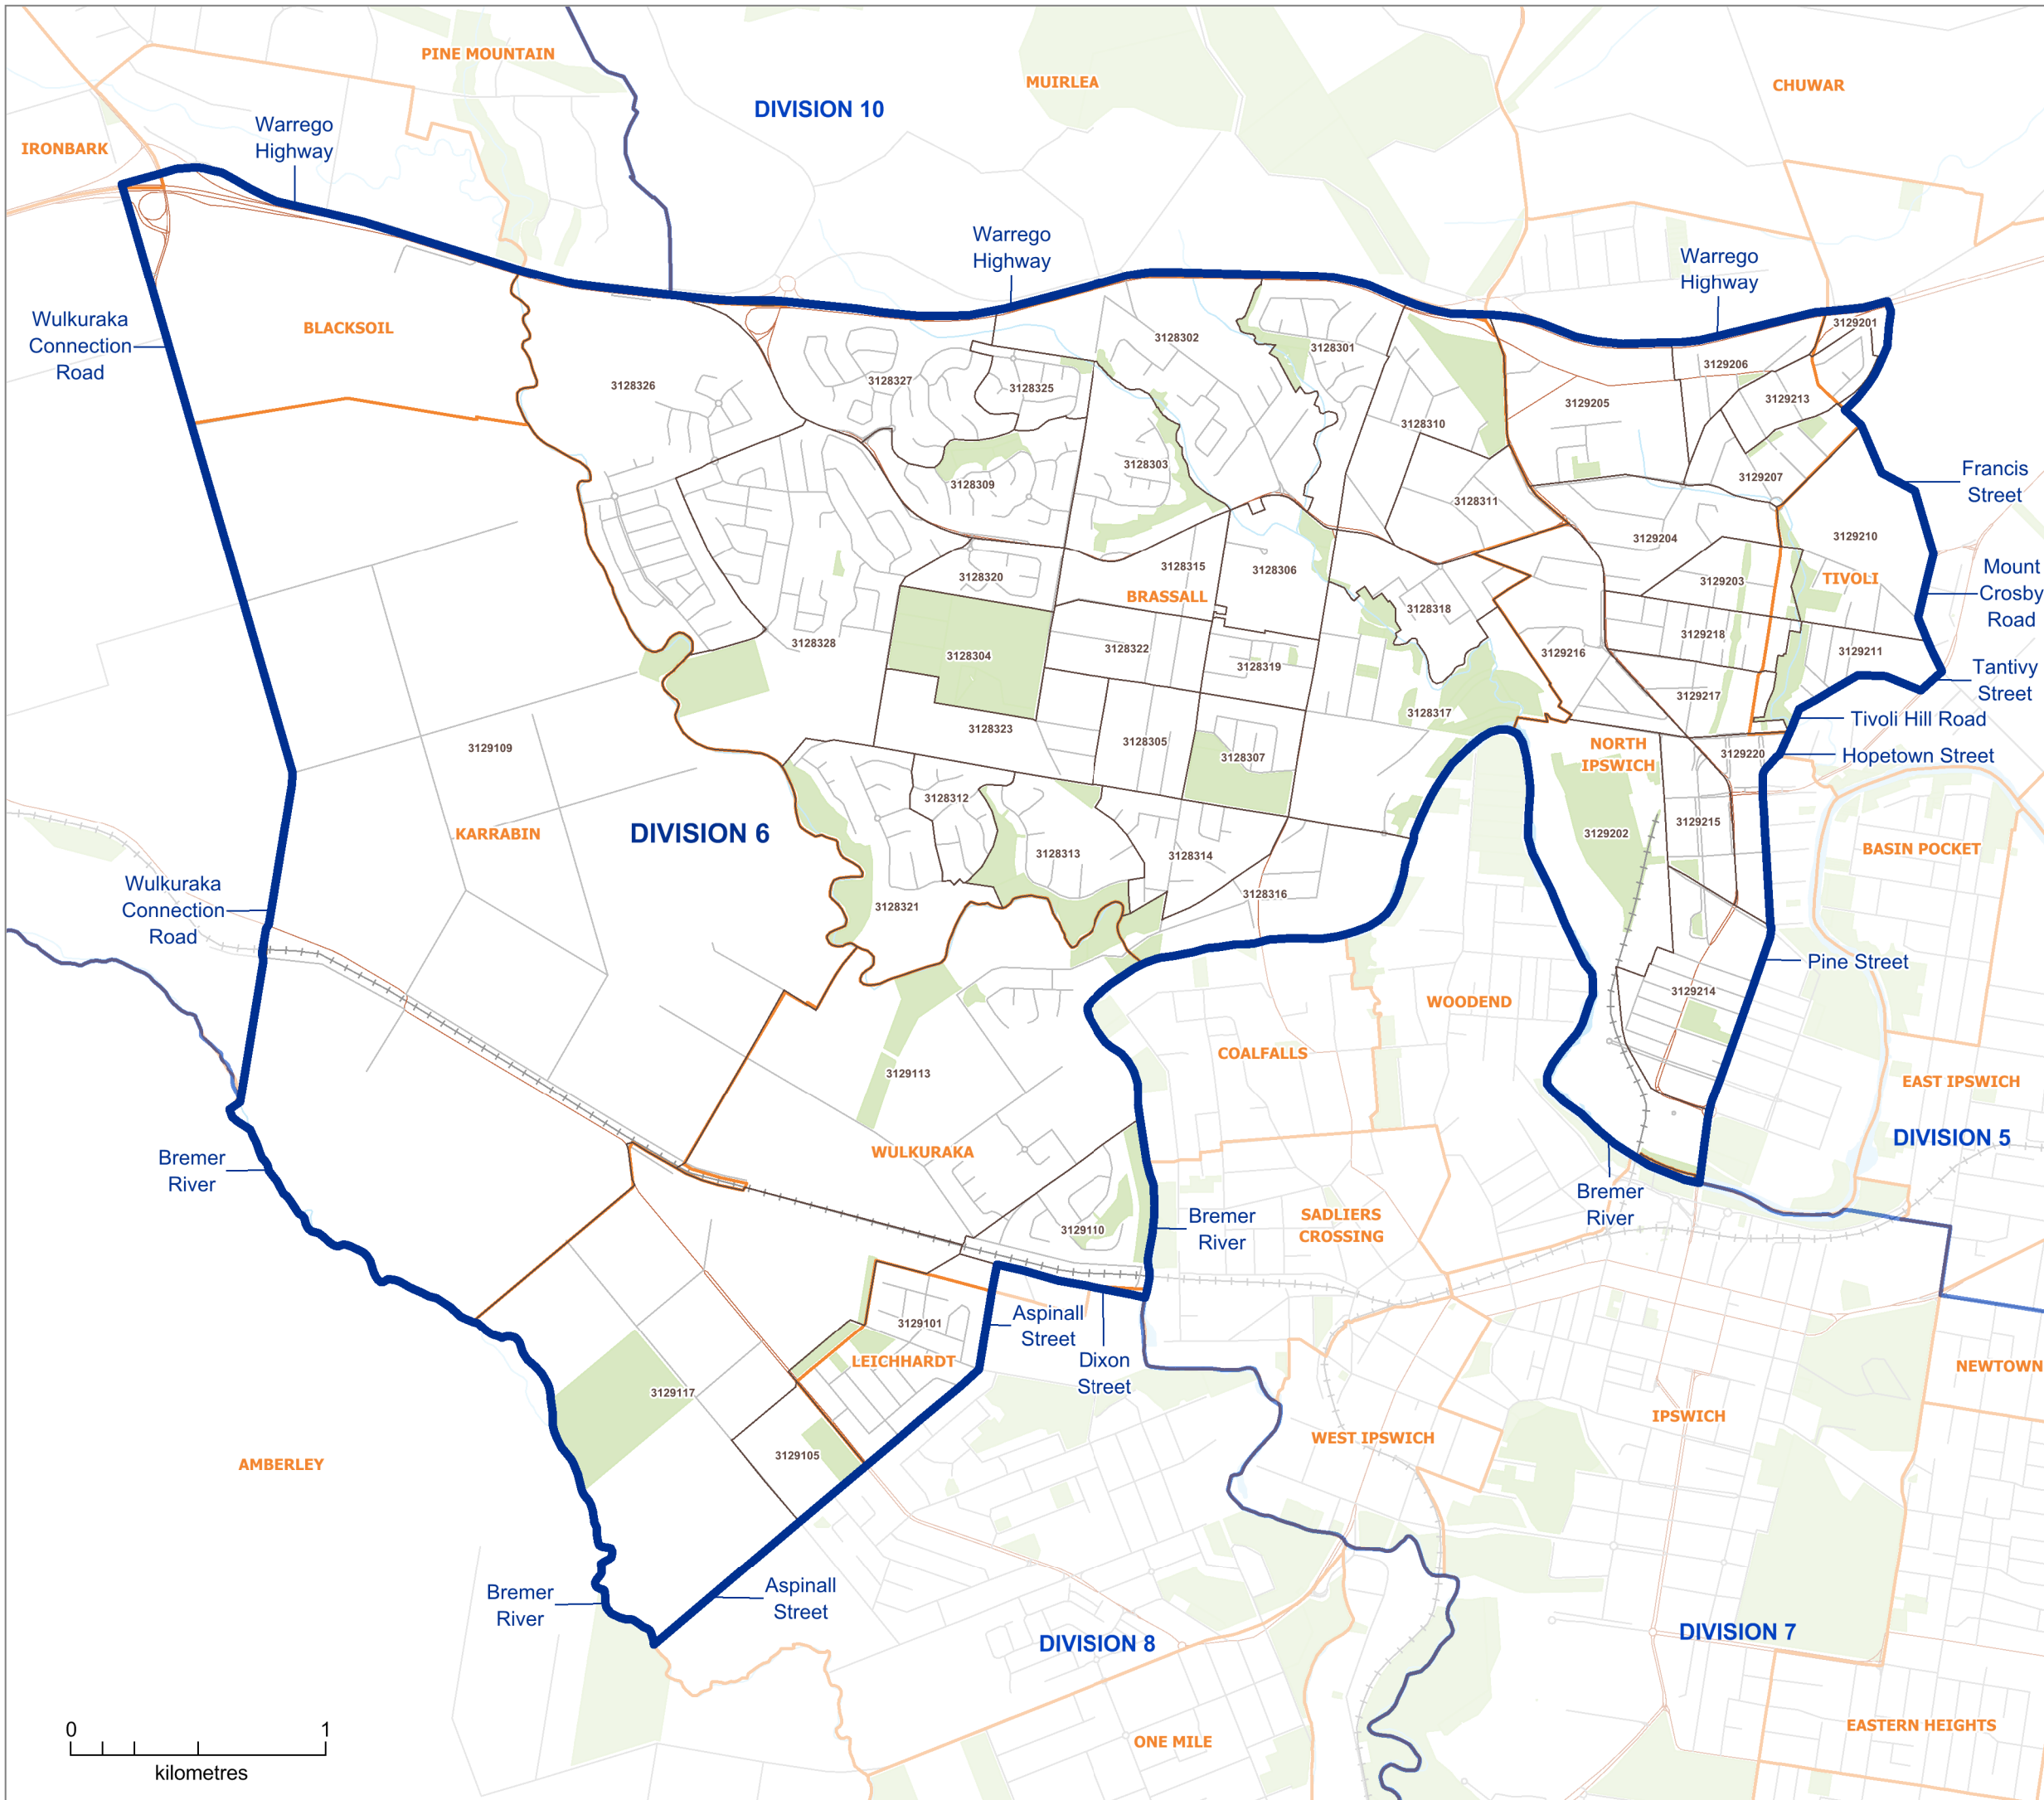 PINE MOUNTAIN
MUIRLEA
CHUWAR
DIVISION 10
IRONBARK
Warrego
Highway
Warrego
Highway
Warrego
Highway
Wulkuraka
Connection
Road
BLACKSOIL
3128302
3128301
3129201
3129206
3128326
3128327
3128325
3129213
3129205
3128310
3128303
3128309
3129207
3128311
Francis
Street
3129204
3129210
3128315
3128306
3128320
BRASSALL
3129203
TIVOLI
Mount
Crosby
Road
3128318
3128328
3128304
3128322
3128319
3129216
3129218
3129211
Tantivy
Street
3129217
3128317
Tivoli Hill Road
3128323
3128305
3128307
NORTH
IPSWICH
3129220
Hopetown Street
3129109
KARRABIN
DIVISION 6
3128312
3128313
3128314
3129202
3129215
BASIN POCKET
Wulkuraka
Connection
Road
3128321
3128316
Pine Street
3129214
WOODEND
COALFALLS
3129113
EAST IPSWICH
DIVISION 5
WULKURAKA
Bremer
River
Bremer
River
Bremer
River
3129110
SADLIERS
CROSSING
3129101
Aspinall
Street
Dixon
Street
LEICHHARDT
3129117
NEWTOWN
IPSWICH
WEST IPSWICH
3129105
AMBERLEY
Bremer
River
Aspinall
Street
DIVISION 8
DIVISION 7
EASTERN HEIGHTS
ONE MILE
0 1
kilometres